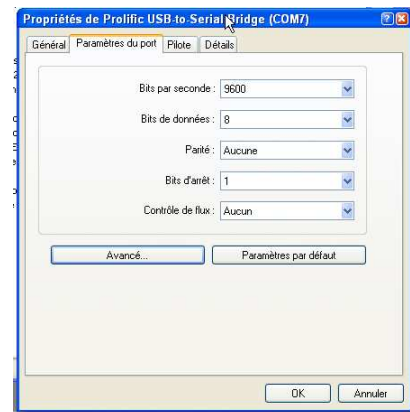 Propriétés de Prolific USB-to-Serial Bridge (COM7)
Général Paramètres du port Pilote Détails
Bits par seconde : 9600
Bits de données : 8
Parité : Aucune
Bits d'arrêt : 1
Contrôle de flux : Aucun
Avancé... Paramètres par défaut
OK Annuler